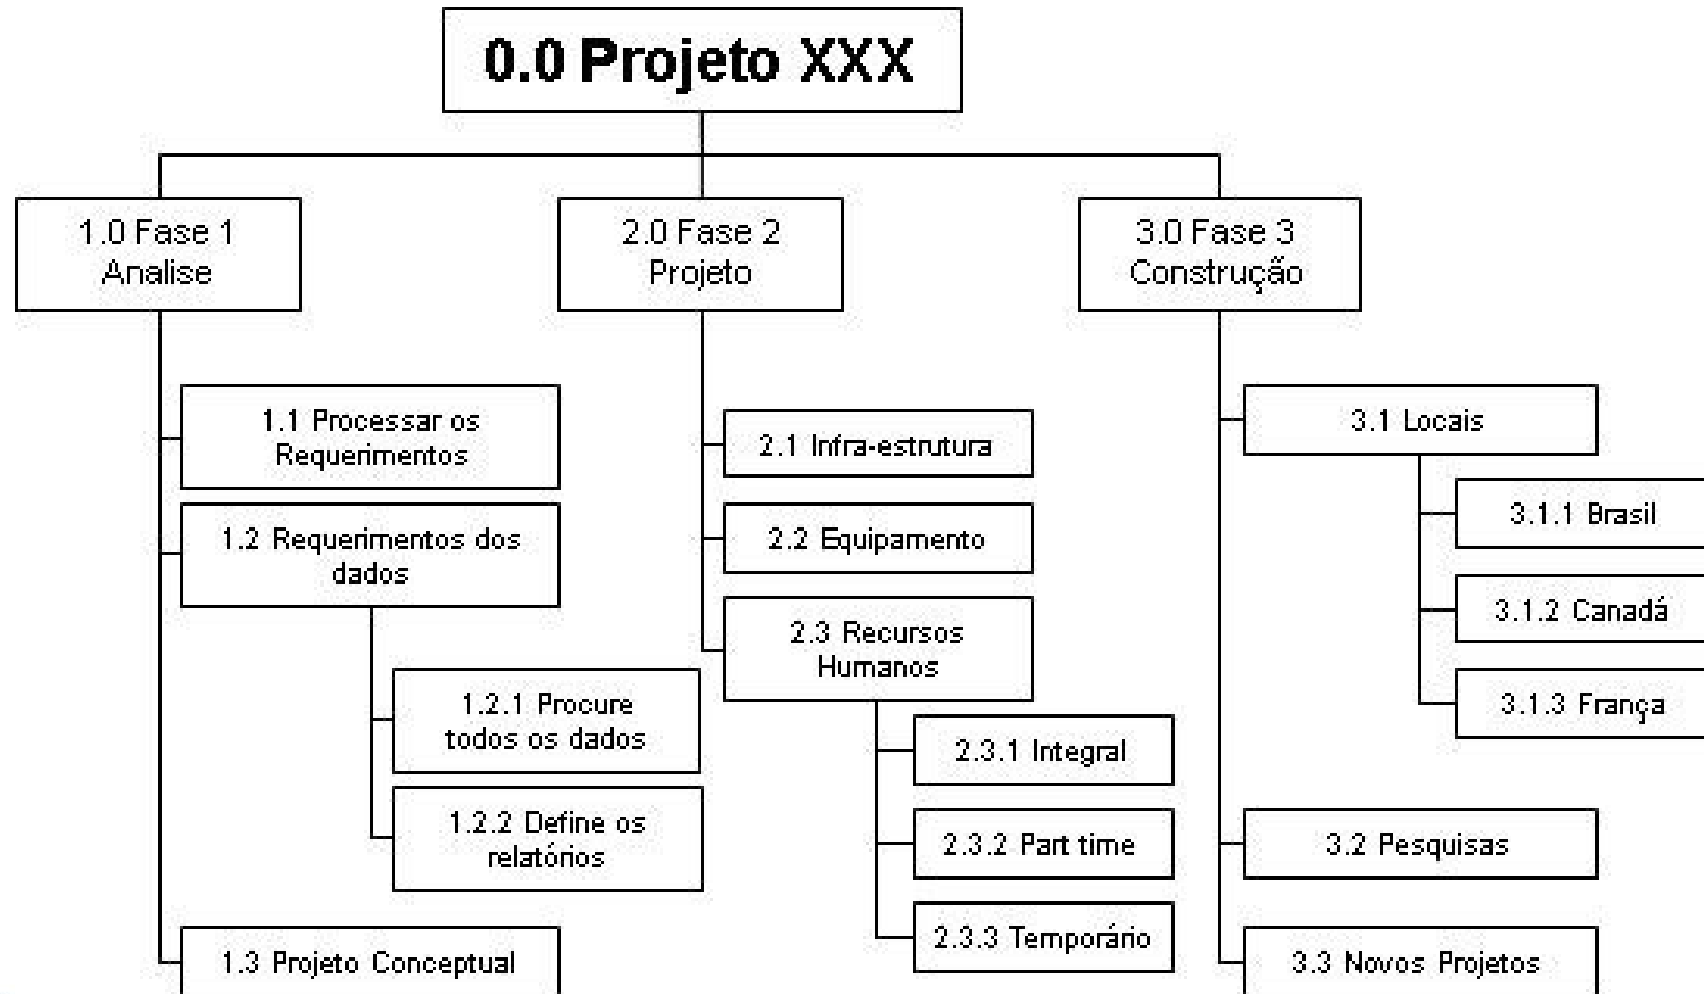 0.0 Projeto XXX
1.0 Fase 1
Analise
2.0 Fase 2
Projeto
3.0 Fase 3
Construção
1.1 Processar os
Requerimentos
1.2 Requerimentos dos
dados
1.2.1 Procure
todos os dados
1.2.2 Define os
relatórios
1.3 Projeto Conceptual
2.1 Infra-estrutura
2.2 Equipamento
2.3 Recursos
Humanos
2.3.1 Integral
2.3.2 Part time
2.3.3 Temporário
3.1 Locais
3.1.1 Brasil
3.1.2 Canadá
3.1.3 França
3.2 Pesquisas
3.3 Novos Projetos